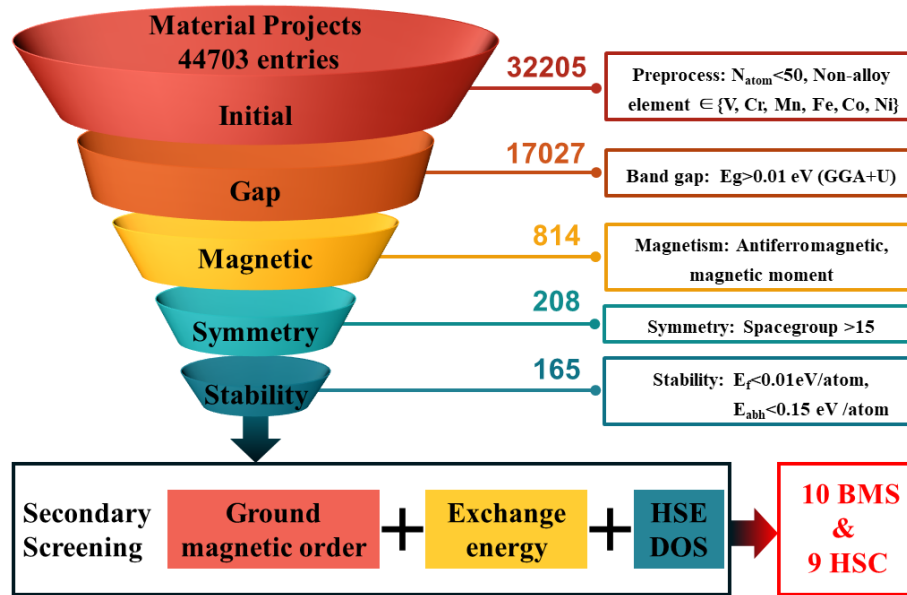 Material Projects
44703 entries
Initial
32205
Preprocess: N_atom<50, Non-alloy
element ∈{V, Cr, Mn, Fe, Co, Ni}
Gap
17027
Band gap: Eg>0.01 eV (GGA+U)
Magnetic
814
Magnetism: Antiferromagnetic,
magnetic moment
Symmetry
208
Symmetry: Spacegroup >15
Stability
165
Stability: E_f<0.01eV/atom,
E_abh<0.15 eV /atom
Secondary
Screening
Ground
magnetic order
+
Exchange
energy
+
HSE
DOS
10 BMS
&
9 HSC